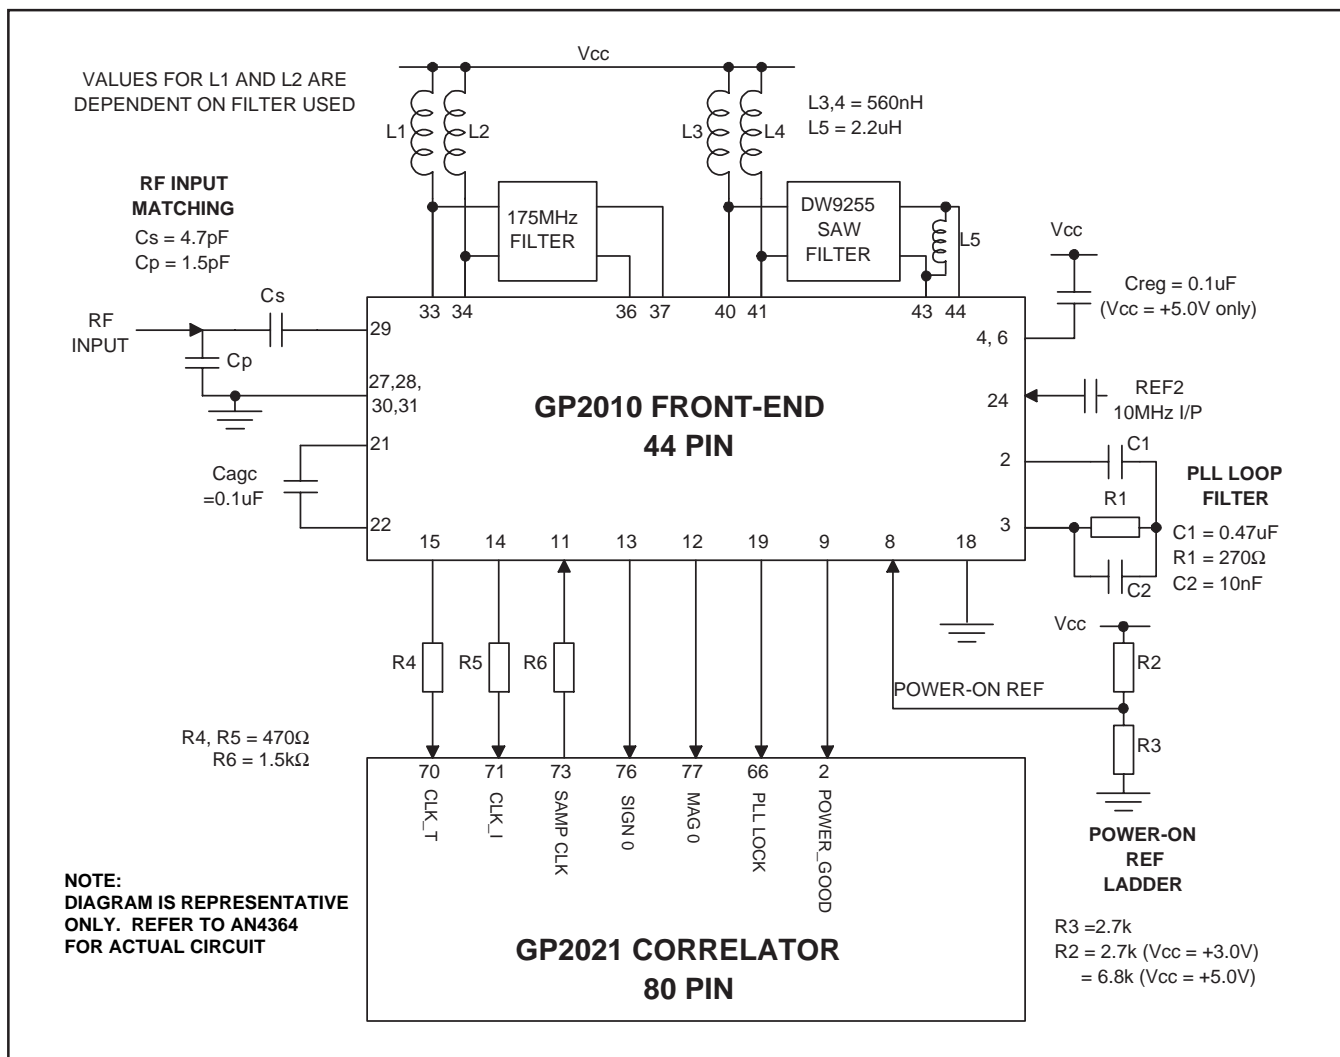 Vcc
VALUES FOR L1 AND L2 ARE
DEPENDENT ON FILTER USED
L1
L2
L3
L4
L3,4 = 560nH
L5 = 2.2uH
RF INPUT
MATCHING
Cs = 4.7pF
Cp = 1.5pF
175MHz
FILTER
DW9255
SAW
FILTER
L5
Vcc
Creg = 0.1uF
(Vcc = +5.0V only)
Cs
RF
INPUT
Cp
33
34
36
37
40
41
43
44
29
27,28,
30,31
21
22
4, 6
24
2
3
GP2010 FRONT-END
44 PIN
REF2
10MHz I/P
Cagc
=0.1uF
C1
R1
C2
PLL LOOP
FILTER
C1 = 0.47uF
R1 = 270Ω
C2 = 10nF
15
14
11
13
12
19
9
8
18
Vcc
R2
R3
POWER-ON REF
R4
R5
R6
R4, R5 = 470Ω
R6 = 1.5kΩ
70
71
73
76
77
66
2
CLK_T
CLK_I
SAMP CLK
SIGN 0
MAG 0
PLL LOCK
POWER_GOOD
POWER-ON
REF
LADDER
R3 =2.7k
R2 = 2.7k (Vcc = +3.0V)
= 6.8k (Vcc = +5.0V)
NOTE:
DIAGRAM IS REPRESENTATIVE
ONLY. REFER TO AN4364
FOR ACTUAL CIRCUIT
GP2021 CORRELATOR
80 PIN